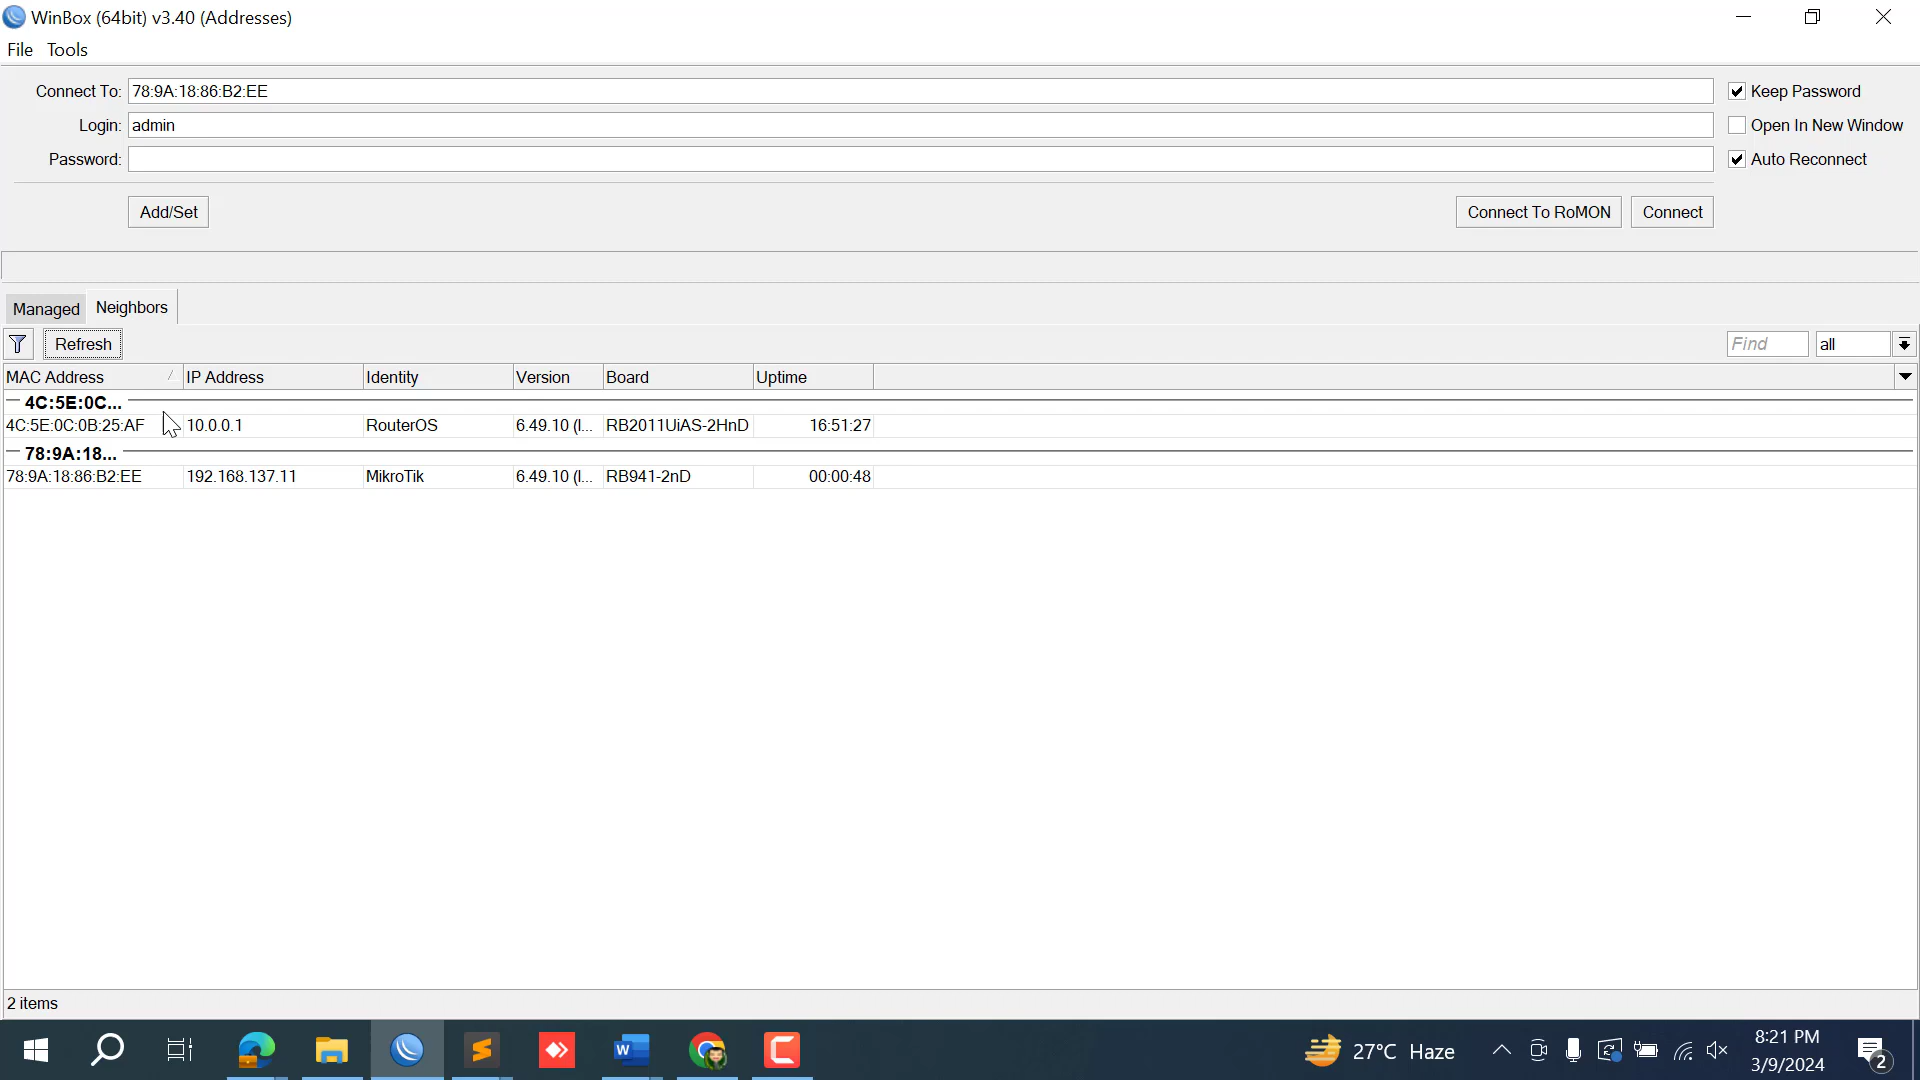 WinBox (64bit) v3.40 (Addresses)
File Tools
Connect To: 78:9A:18:86:B2:EE
Keep Password
Login: admin
Open In New Window
Password:
Auto Reconnect
Add/Set
Connect To RoMON Connect
Managed Neighbors
Refresh
Find all
MAC Address IP Address Identity Version Board Uptime
4C:5E:0C...
4C:5E:0C:0B:25:AF 10.0.0.1 RouterOS 6.49.10 (l... RB2011UiAS-2HnD 16:51:27
78:9A:18...
78:9A:18:86:B2:EE 192.168.137.11 MikroTik 6.49.10 (l... RB941-2nD 00:00:48
2 items
27°C Haze
8:21 PM
3/9/2024
2